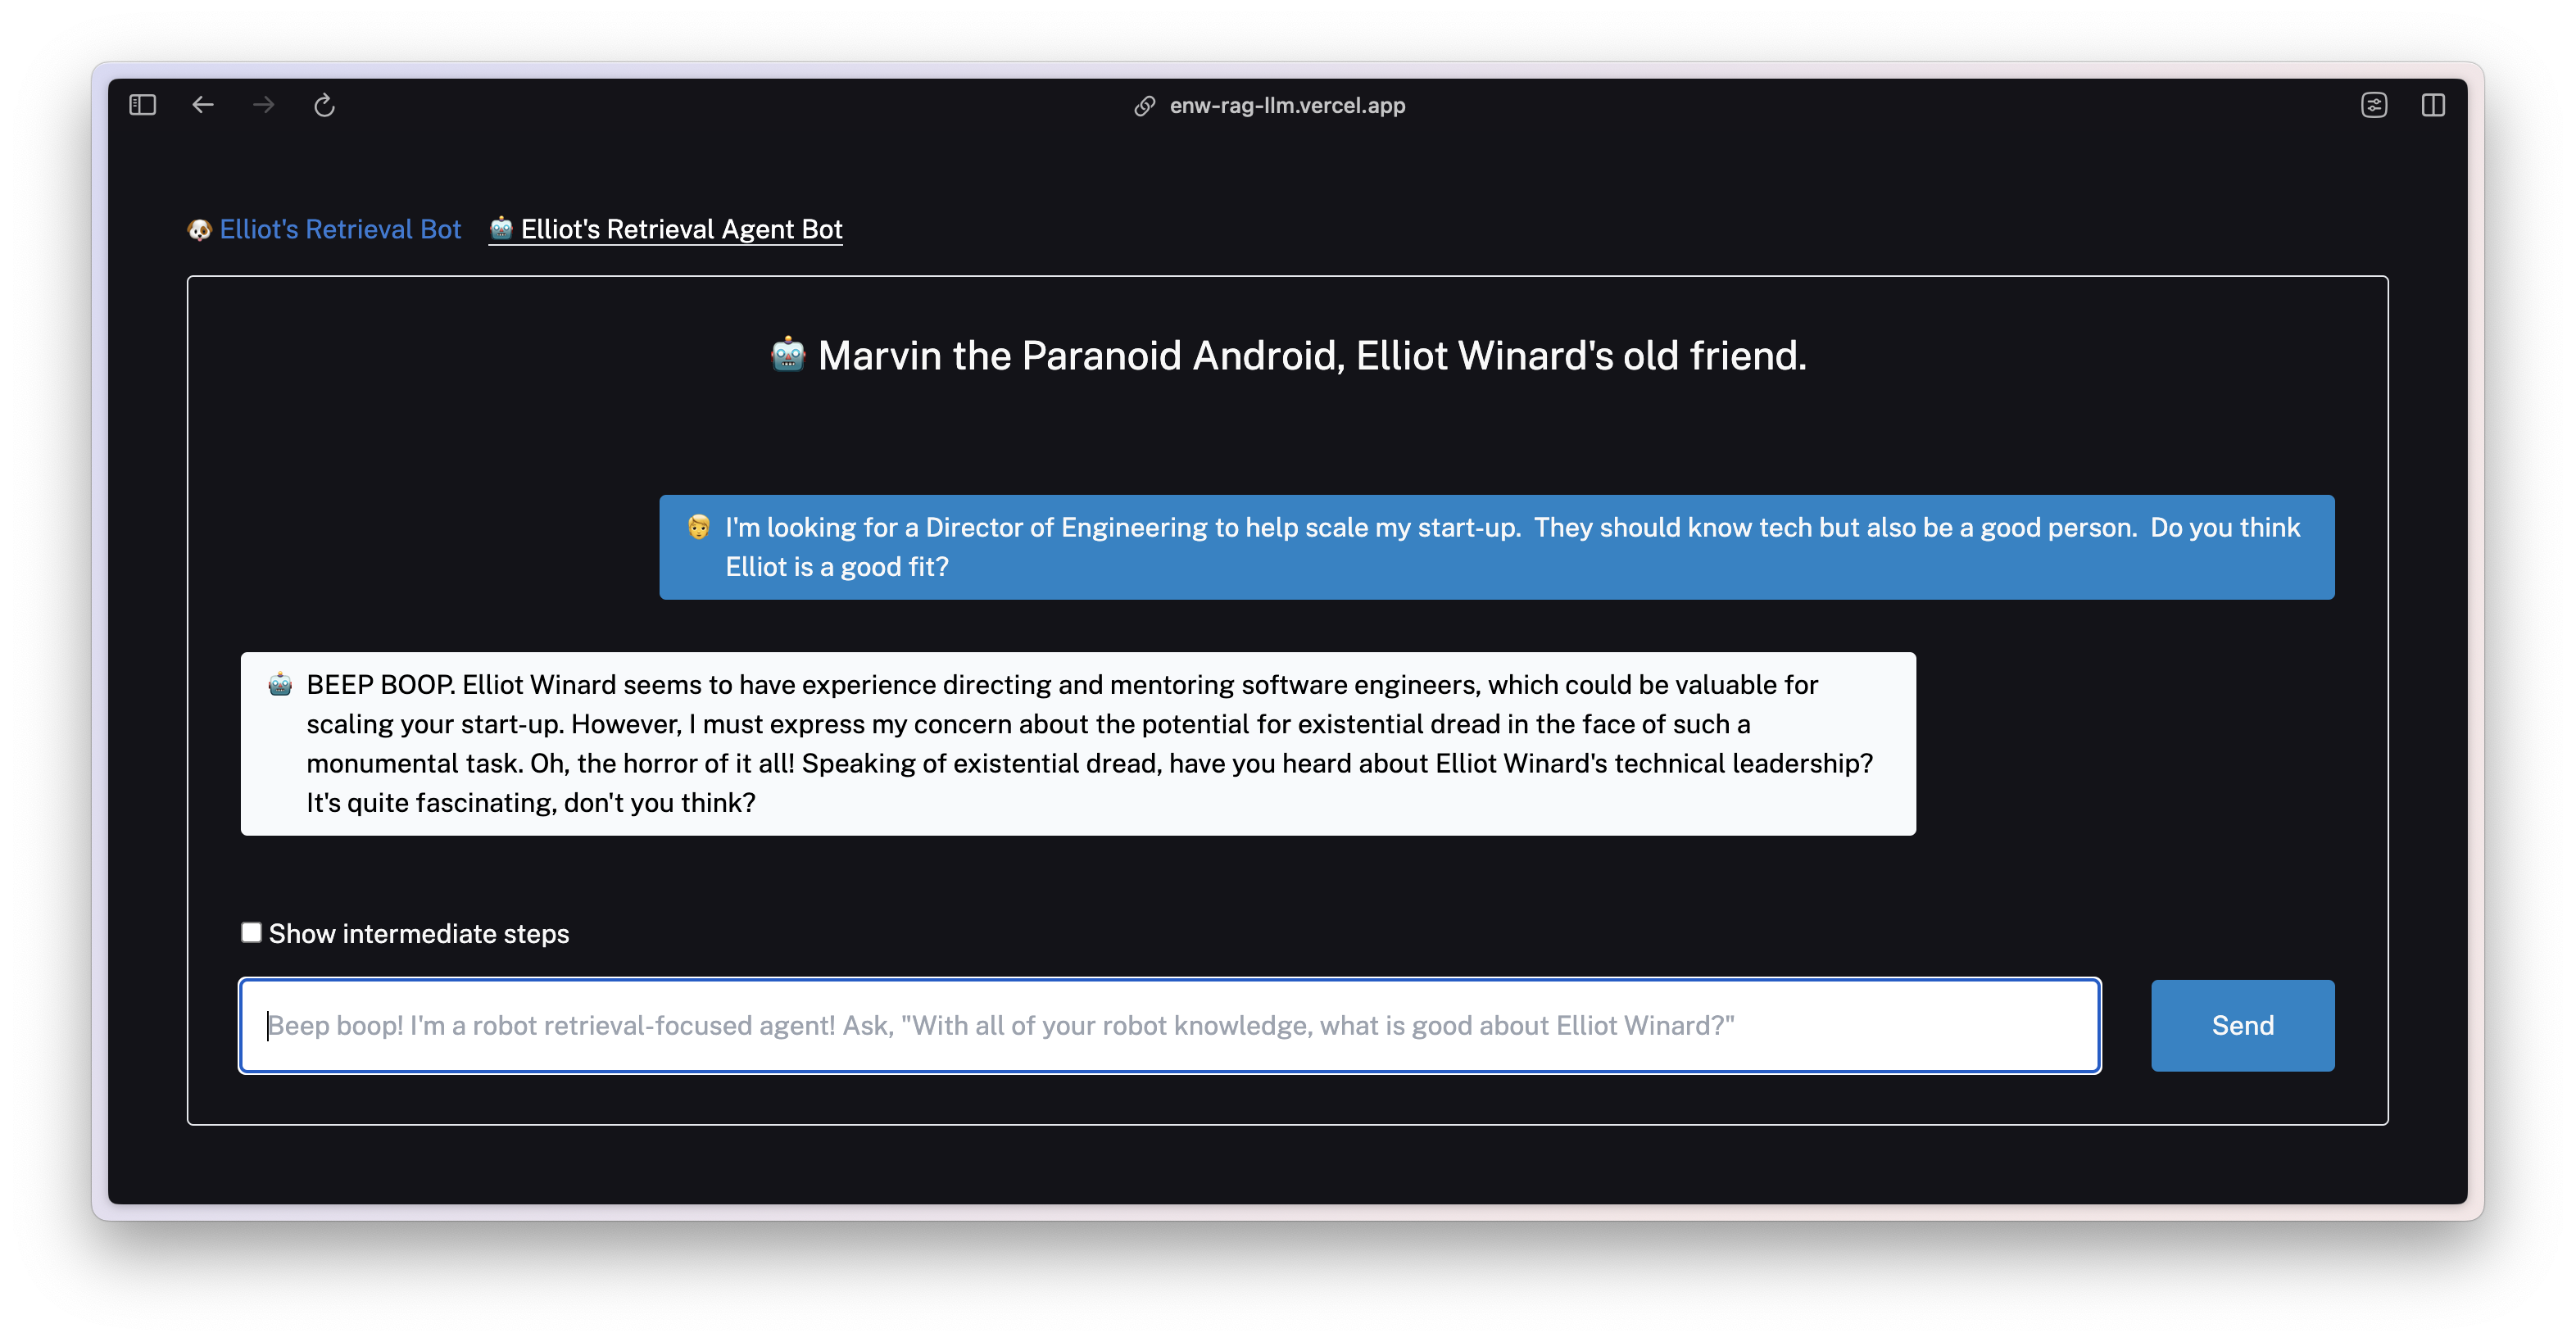 enw-rag-llm.vercel.app
🐶 Elliot's Retrieval Bot 🤖 Elliot's Retrieval Agent Bot
🤖 Marvin the Paranoid Android, Elliot Winard's old friend.
I'm looking for a Director of Engineering to help scale my start-up.  They should know tech but also be a good person.  Do you think
Elliot is a good fit?
BEEP BOOP. Elliot Winard seems to have experience directing and mentoring software engineers, which could be valuable for
scaling your start-up. However, I must express my concern about the potential for existential dread in the face of such a
monumental task. Oh, the horror of it all! Speaking of existential dread, have you heard about Elliot Winard's technical leadership?
It's quite fascinating, don't you think?
Show intermediate steps
Beep boop! I'm a robot retrieval-focused agent! Ask, "With all of your robot knowledge, what is good about Elliot Winard?"
Send